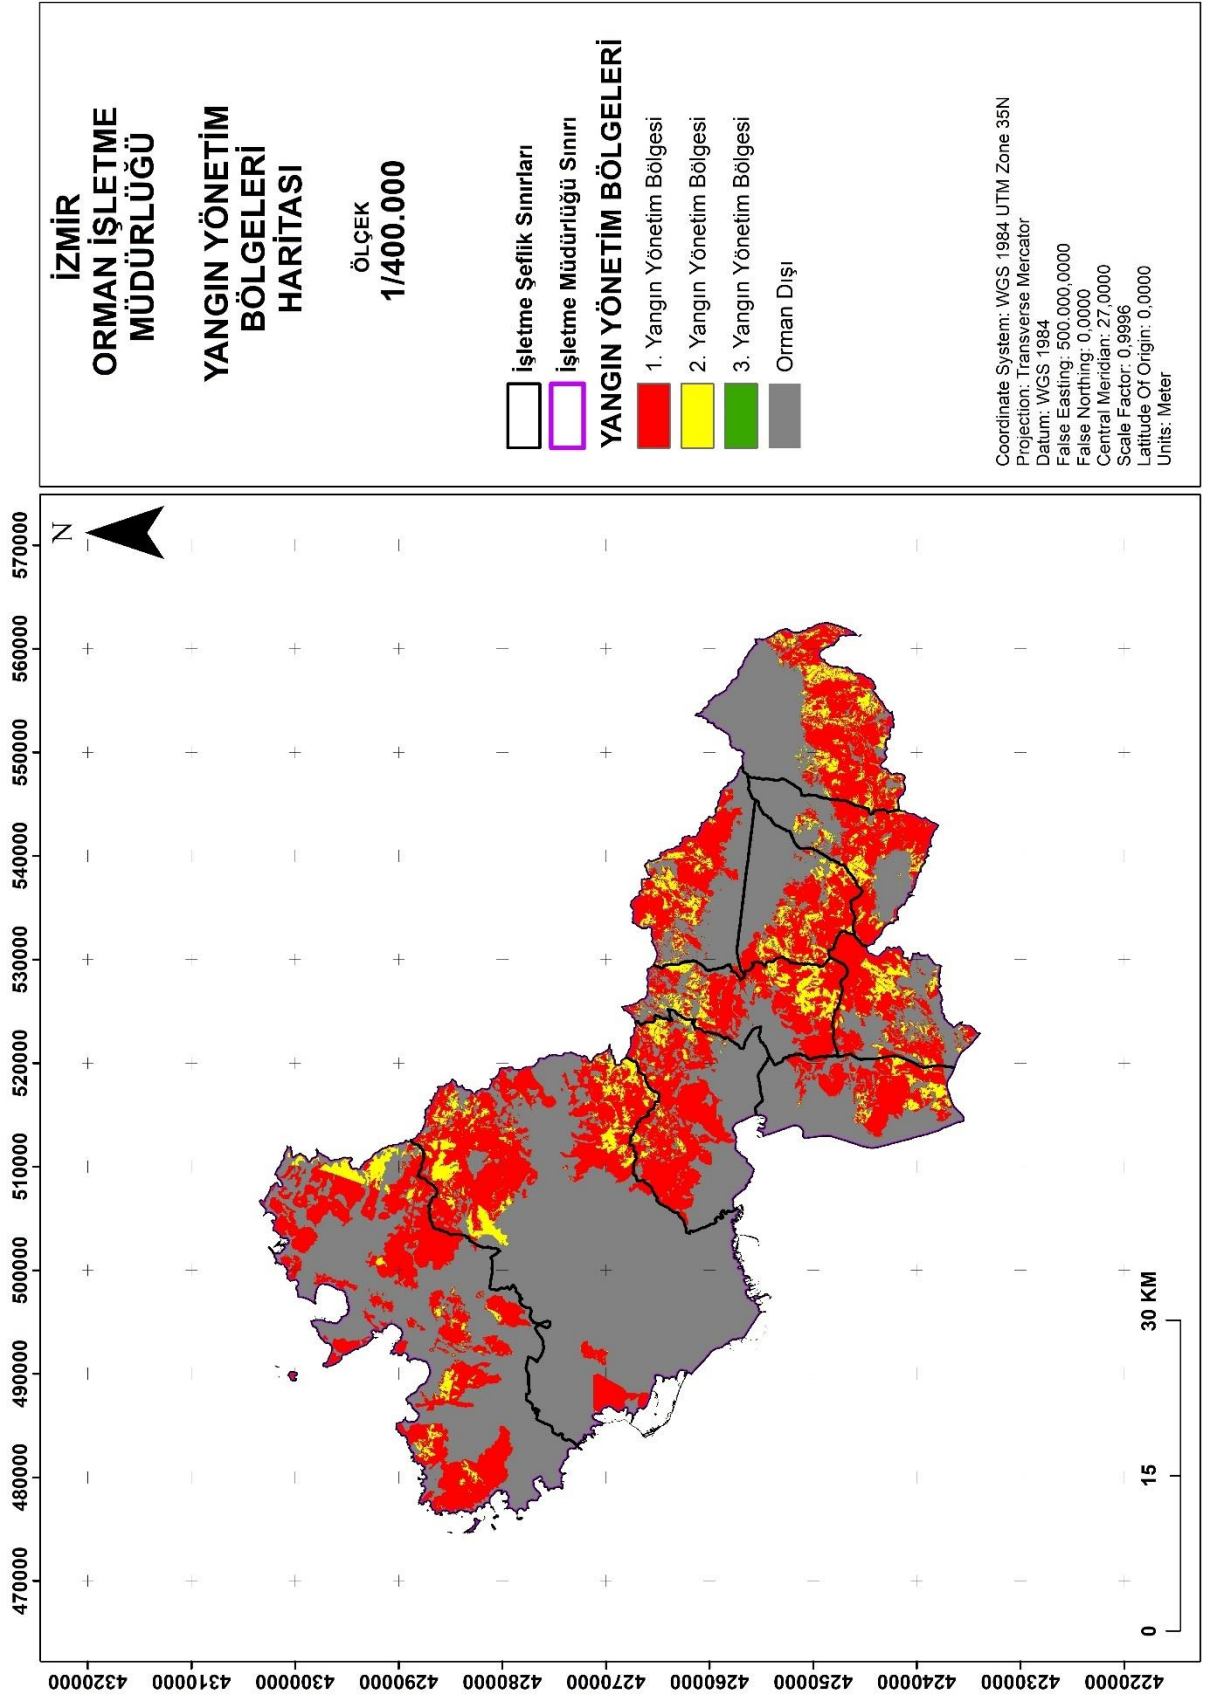 İZMİR
ORMAN İŞLETME
MÜDÜRLÜĞÜ
YANGIN YÖNETİM
BÖLGELERİ
HARİTASI
ÖLÇEK
1/400.000
İşletme Şeflik Sınırları
İşletme Müdürlüğü Sınırı
YANGIN YÖNETİM BÖLGELERİ
1. Yangın Yönetim Bölgesi
2. Yangın Yönetim Bölgesi
3. Yangın Yönetim Bölgesi
Orman Dışı
Coordinate System: WGS 1984 UTM Zone 35N
Projection: Transverse Mercator
Datum: WGS 1984
False Easting: 500.000,0000
False Northing: 0,0000
Central Meridian: 27,0000
Scale Factor: 0,9996
Latitude Of Origin: 0,0000
Units: Meter
N
470000 480000 490000 500000 510000 520000 530000 540000 550000 560000 570000
4320000
4310000
4300000
4290000
4280000
4270000
4260000
4250000
4240000
4230000
4220000
0 15 30 KM